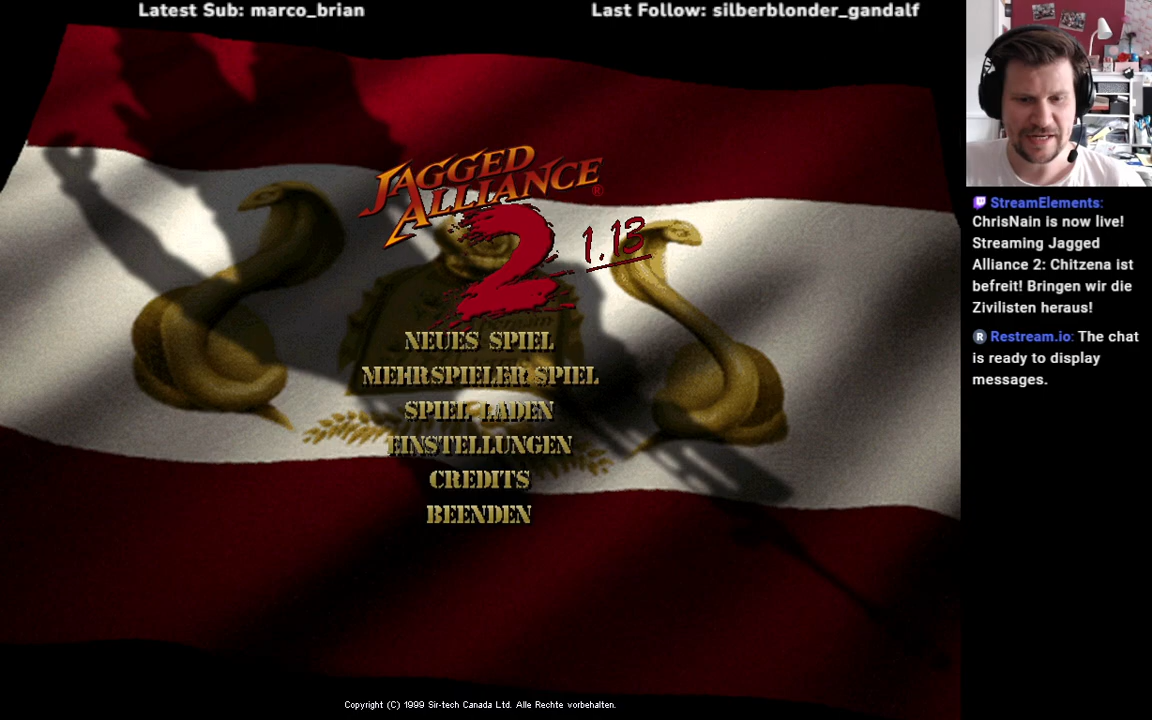 Latest Sub: marco_brian
Last Follow: silberblonder_gandalf
JAGGED
ALLIANCE®
2
1.13
NEUES SPIEL
MEHRSPIELER SPIEL
SPIEL LADEN
EINSTELLUNGEN
CREDITS
BEENDEN
Copyright (C) 1999 Sir-tech Canada Ltd. Alle Rechte vorbehalten.
StreamElements:
ChrisNain is now live!
Streaming Jagged
Alliance 2: Chitzena ist
befreit! Bringen wir die
Zivilisten heraus!
R Restream.io: The chat
is ready to display
messages.